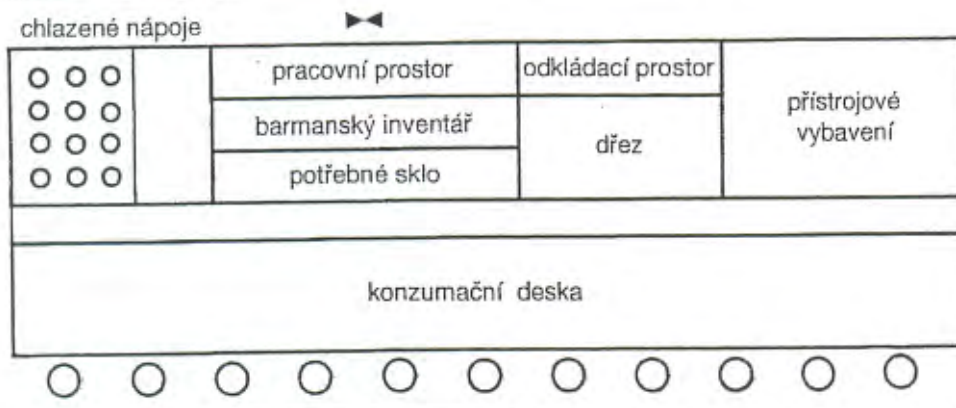 chlazené nápoje
pracovní prostor
odkládací prostor
přístrojové
vybavení
barmanský inventář
dřez
potřebné sklo
konzumační deska